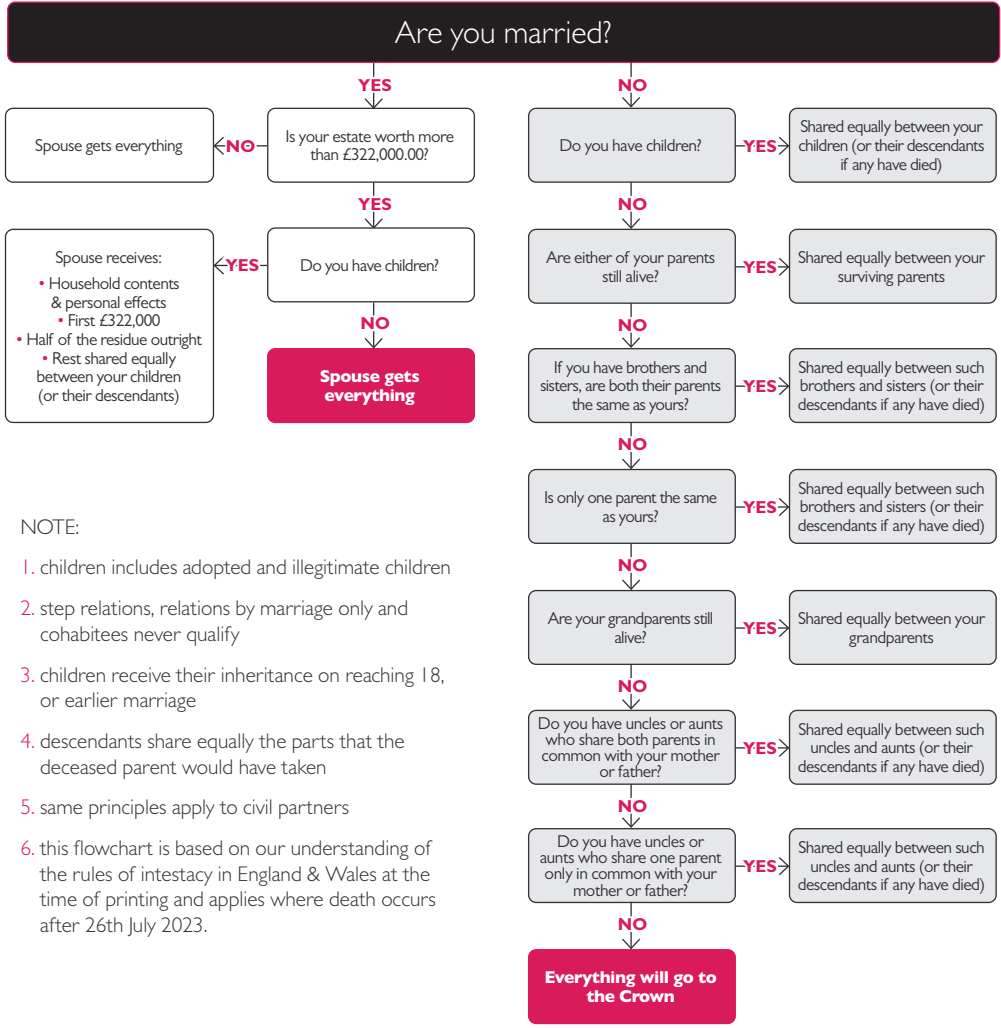 Are you married?
YES
NO
Spouse gets everything
NO
Is your estate worth more
than £322,000.00?
YES
Spouse receives:
• Household contents
& personal effects
• First £322,000
• Half of the residue outright
• Rest shared equally
between your children
(or their descendants)
YES
Do you have children?
NO
Spouse gets
everything
Do you have children?
YES
Shared equally between your
children (or their descendants
if any have died)
NO
Are either of your parents
still alive?
YES
Shared equally between your
surviving parents
NO
If you have brothers and
sisters, are both their parents
the same as yours?
YES
Shared equally between such
brothers and sisters (or their
descendants if any have died)
NO
Is only one parent the same
as yours?
YES
Shared equally between such
brothers and sisters (or their
descendants if any have died)
NO
Are your grandparents still
alive?
YES
Shared equally between your
grandparents
NO
Do you have uncles or aunts
who share both parents in
common with your mother
or father?
YES
Shared equally between such
uncles and aunts (or their
descendants if any have died)
NO
Do you have uncles or
aunts who share one parent
only in common with your
mother or father?
YES
Shared equally between such
uncles and aunts (or their
descendants if any have died)
NO
Everything will go to
the Crown
NOTE:
1. children includes adopted and illegitimate children
2. step relations, relations by marriage only and
cohabitees never qualify
3. children receive their inheritance on reaching 18,
or earlier marriage
4. descendants share equally the parts that the
deceased parent would have taken
5. same principles apply to civil partners
6. this flowchart is based on our understanding of
the rules of intestacy in England & Wales at the
time of printing and applies where death occurs
after 26th July 2023.